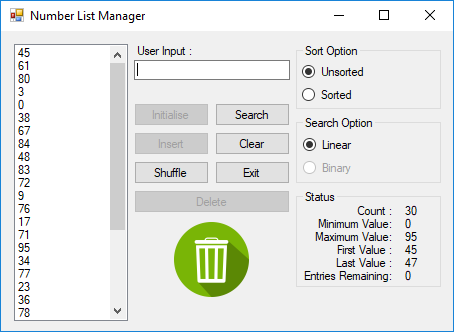 Number List Manager
45
61
80
3
0
38
67
84
48
83
72
9
76
17
71
95
34
77
23
36
78
User Input :
Initialise
Search
Insert
Clear
Shuffle
Exit
Delete
Sort Option
Unsorted
Sorted
Search Option
Linear
Binary
Status
Count : 30
Minimum Value: 0
Maximum Value: 95
First Value : 45
Last Value : 47
Entries Remaining: 0